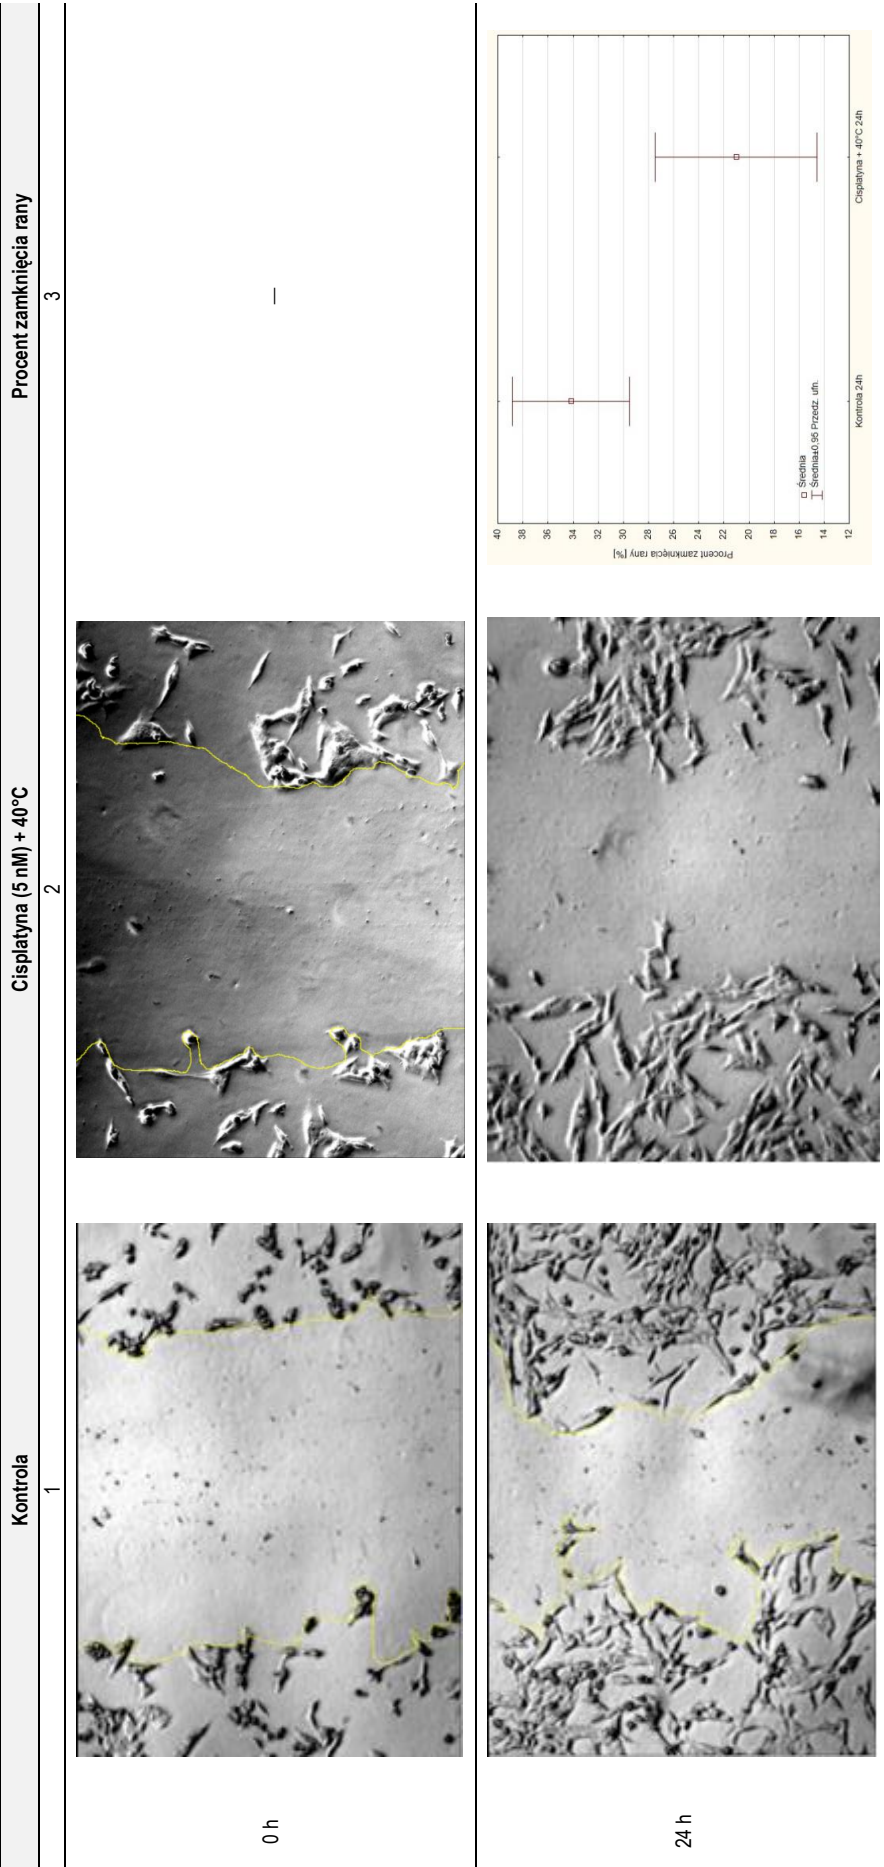 Kontrola
Cisplatyna (5 nM) + 40°C
Procent zamknięcia rany
1
2
3
0 h
–
24 h
Procent zamknięcia rany [%]
40
38
36
34
32
30
28
26
24
22
20
18
16
14
12
Średnia
Średnia±0,95 Przedz. ufn.
Kontrola 24h
Cisplatyna + 40°C 24h